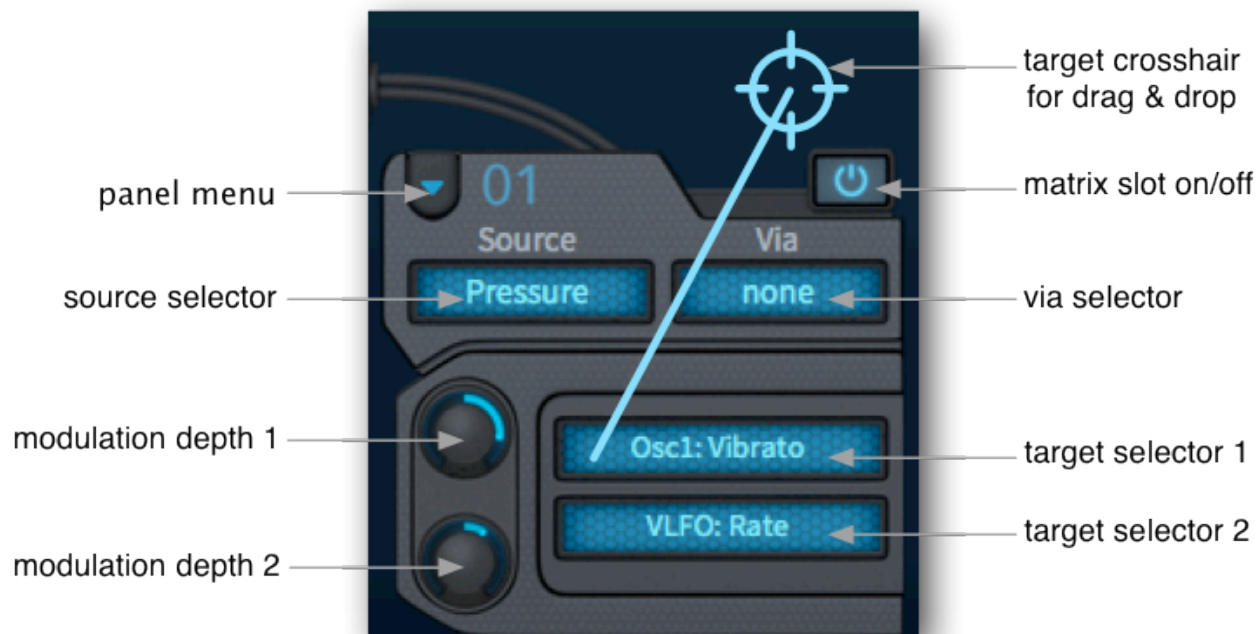 target crosshair
for drag & drop
panel menu
01
matrix slot on/off
Source
Via
source selector
Pressure
none
via selector
modulation depth 1
Osc1: Vibrato
target selector 1
VLFO: Rate
target selector 2
modulation depth 2